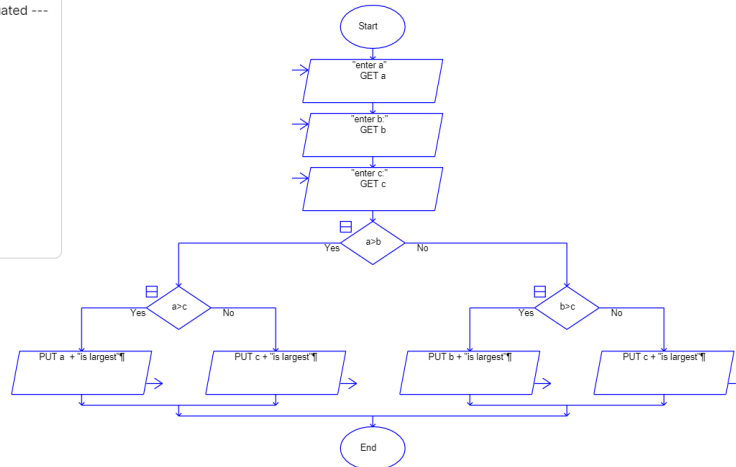 ated ---
Start
"enter a"
GET a
"enter b:"
GET b
"enter c:"
GET c
a>b
Yes
No
a>c
Yes
No
b>c
Yes
No
PUT a + "is largest"¶
PUT c + "is largest"¶
PUT b + "is largest"¶
PUT c + "is largest"¶
End